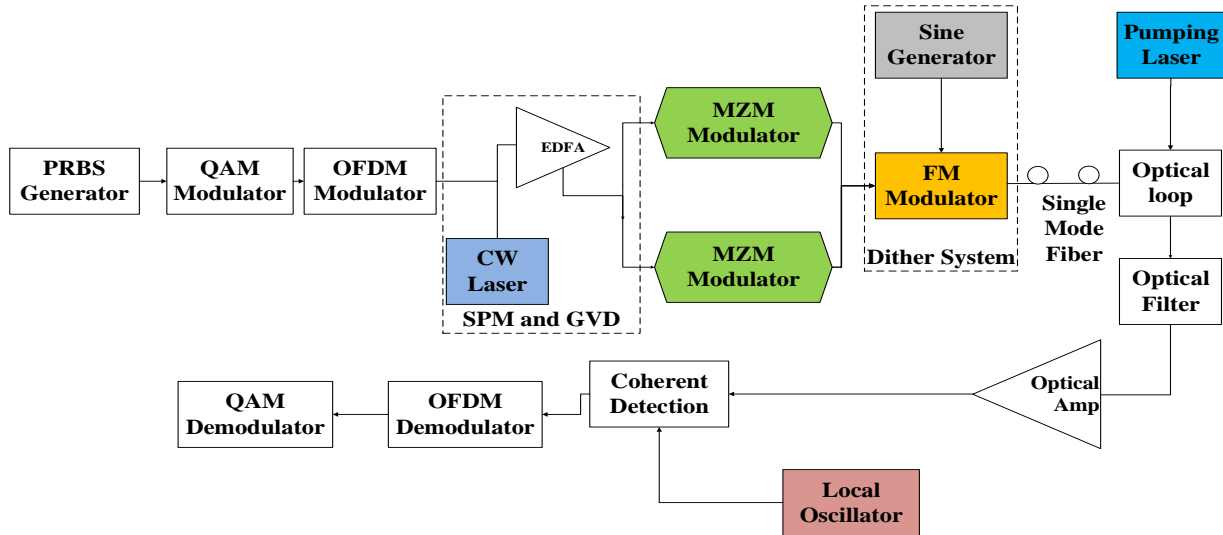 PRBS
Generator
QAM
Modulator
OFDM
Modulator
EDFA
CW
Laser
SPM and GVD
MZM
Modulator
MZM
Modulator
Sine
Generator
FM
Modulator
Dither System
Single
Mode
Fiber
Pumping
Laser
Optical
loop
Optical
Filter
Optical
Amp
Coherent
Detection
Local
Oscillator
OFDM
Demodulator
QAM
Demodulator